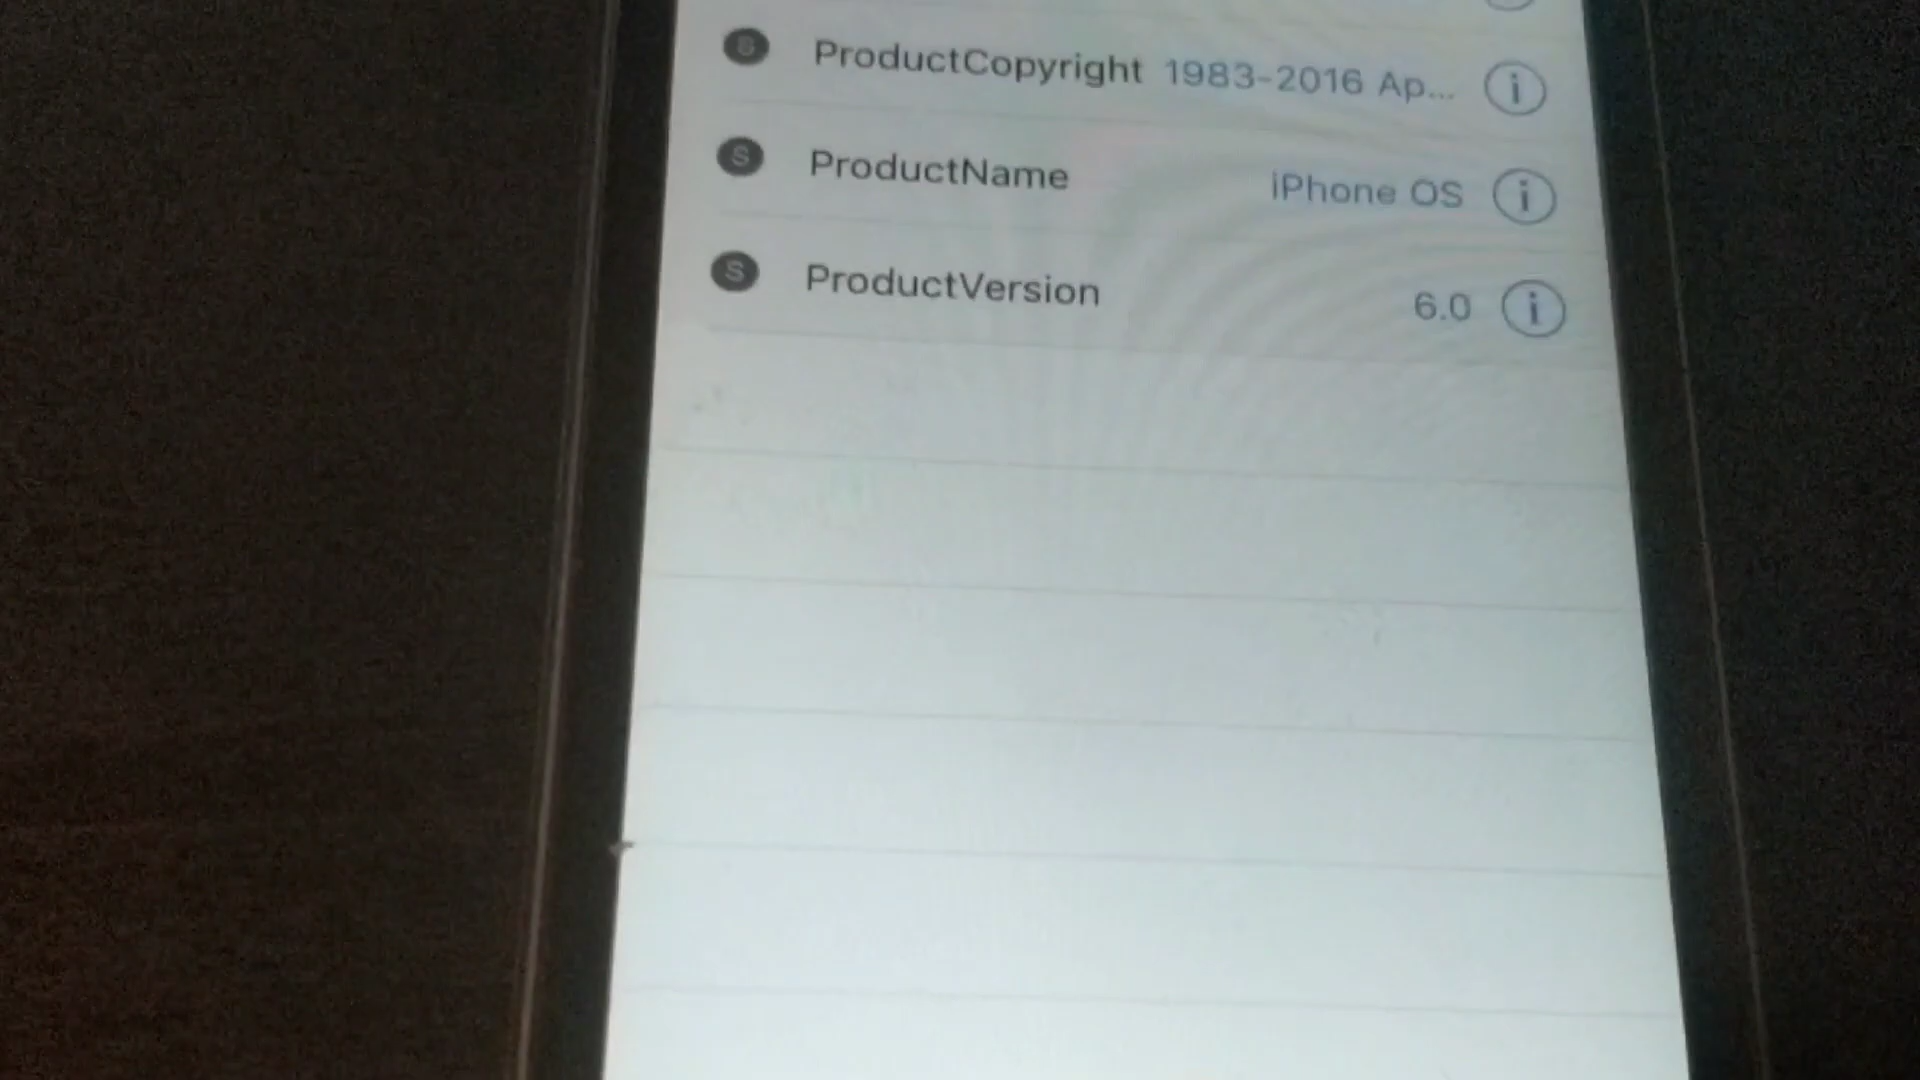 S ProductCopyright 1983-2016 Ap... i
S ProductName iPhone OS i
S ProductVersion 6.0 i